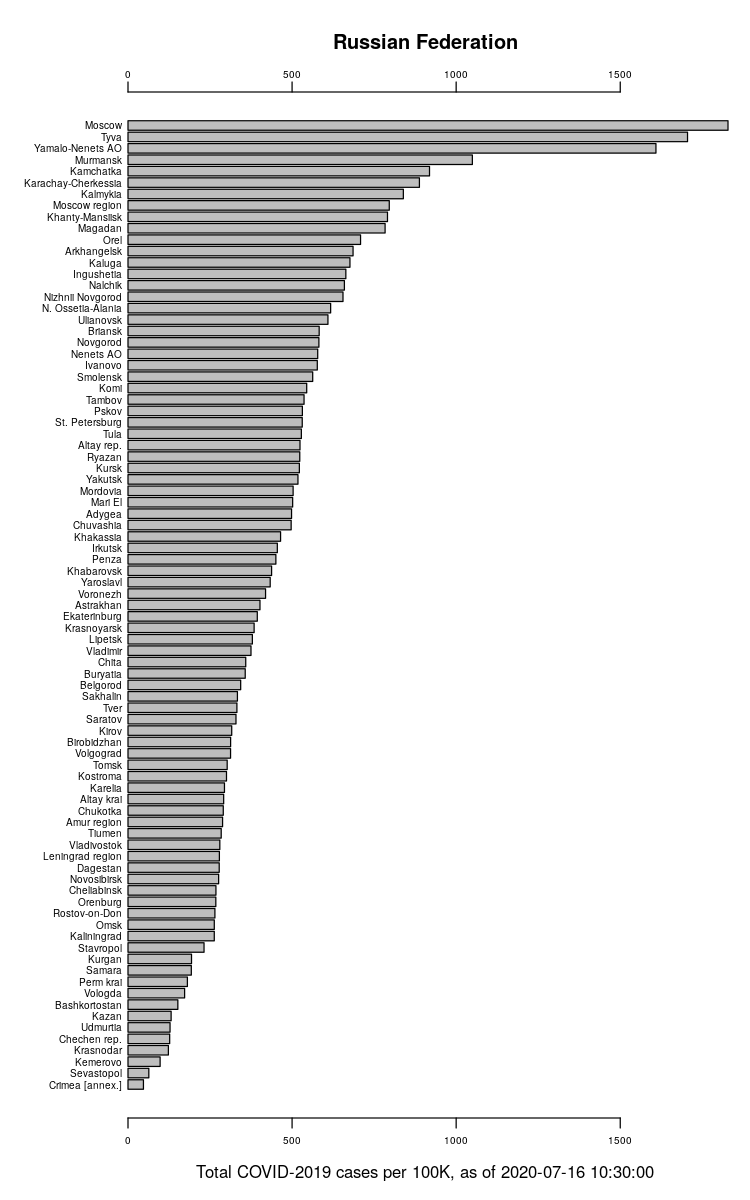 Russian Federation
0 500 1000 1500
Moscow
Tyva
Yamalo-Nenets AO
Murmansk
Kamchatka
Karachay-Cherkessia
Kalmykia
Moscow region
Khanty-Mansiisk
Magadan
Orel
Arkhangelsk
Kaluga
Ingushetia
Nalchik
Nizhnii Novgorod
N. Ossetia-Alania
Ulianovsk
Briansk
Novgorod
Nenets AO
Ivanovo
Smolensk
Komi
Tambov
Pskov
St. Petersburg
Tula
Altay rep.
Ryazan
Kursk
Yakutsk
Mordovia
Mari El
Adygea
Chuvashia
Khakassia
Irkutsk
Penza
Khabarovsk
Yaroslavl
Voronezh
Astrakhan
Ekaterinburg
Krasnoyarsk
Lipetsk
Vladimir
Chita
Buryatia
Belgorod
Sakhalin
Tver
Saratov
Kirov
Birobidzhan
Volgograd
Tomsk
Kostroma
Karelia
Altay krai
Chukotka
Amur region
Tiumen
Vladivostok
Leningrad region
Dagestan
Novosibirsk
Cheliabinsk
Orenburg
Rostov-on-Don
Omsk
Kaliningrad
Stavropol
Kurgan
Samara
Perm krai
Vologda
Bashkortostan
Kazan
Udmurtia
Chechen rep.
Krasnodar
Kemerovo
Sevastopol
Crimea [annex.]
0 500 1000 1500
Total COVID-2019 cases per 100K, as of 2020-07-16 10:30:00